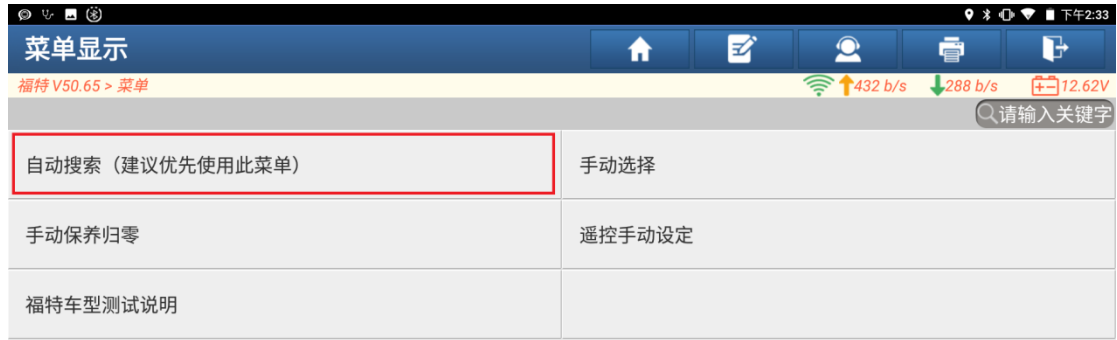 下午2:33
菜单显示
福特 V50.65 > 菜单
432 b/s 288 b/s 12.62V
请输入关键字
自动搜索（建议优先使用此菜单）
手动选择
手动保养归零
遥控手动设定
福特车型测试说明